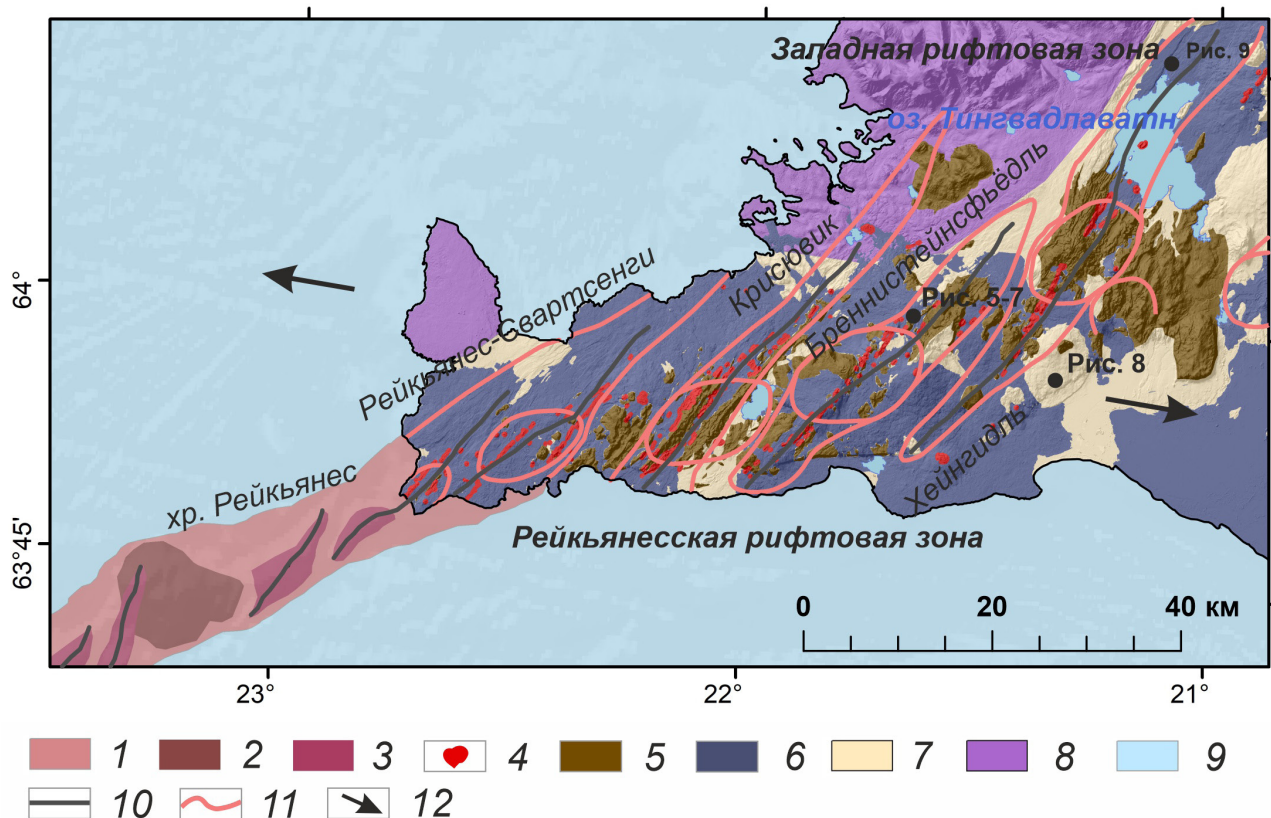 Западная рифтовая зона
Рис. 9
оз. Тингвадлаватн
Бреннистейнсфьёдль
Крисювик
Рейкьянес-Свартсенги
64°
Рис. 5-7
Рис. 8
Хейнгидль
хр. Рейкьянес
Рейкьянесская рифтовая зона
63°45'
0 20 40 км
23° 22° 21°
1 2 3 4 5 6 7 8 9
10 11 12